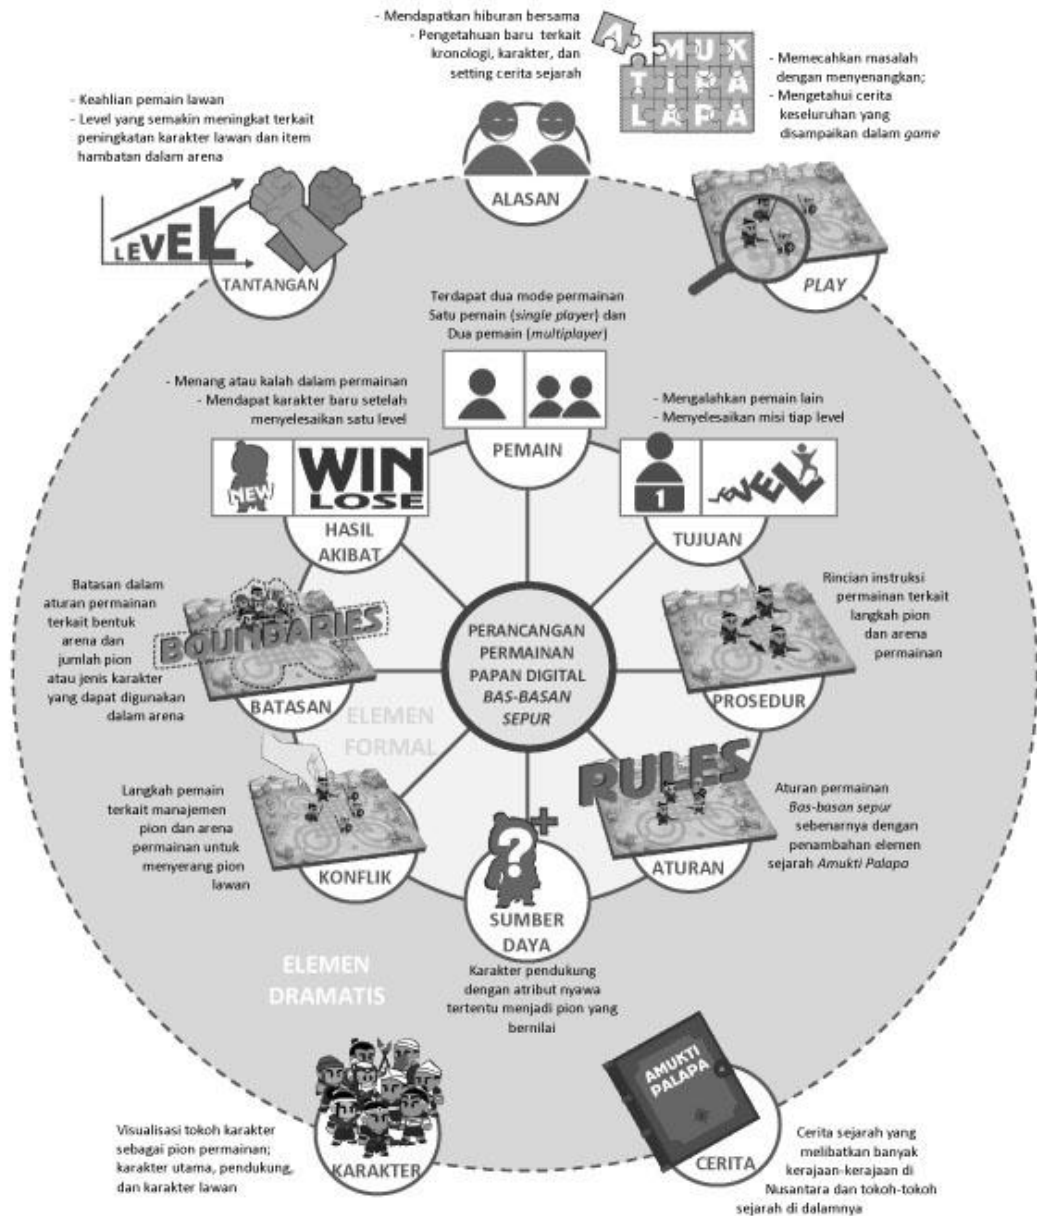 - Mendapatkan hiburan bersama
- Pengetahuan baru terkait
kronologi, karakter, dan
setting cerita sejarah
A MUK
TI PA
LAPA
- Memecahkan masalah
dengan menyenangkan;
- Mengetahui cerita
keseluruhan yang
disampaikan dalam game
- Keahlian pemain lawan
- Level yang semakin meningkat terkait
peningkatan karakter lawan dan item
hambatan dalam arena
LEVEL
TANTANGAN
ALASAN
PLAY
Terdapat dua mode permainan
Satu pemain (single player) dan
Dua pemain (multiplayer)
PEMAIN
- Menang atau kalah dalam permainan
- Mendapat karakter baru setelah
menyelesaikan satu level
NEW
WIN
LOSE
HASIL
AKIBAT
- Mengalahkan pemain lain
- Menyelesaikan misi tiap level
1
LEVEL
TUJUAN
Batasan dalam
aturan permainan
terkait bentuk
arena dan
jumlah pion
atau jenis karakter
yang dapat digunakan
dalam arena
BOUNDARIES
BATASAN
PERANCANGAN
PERMAINAN
PAPAN DIGITAL
BAS-BASAN
SEPUR
Rincian instruksi
permainan terkait
langkah pion
dan arena
permainan
PROSEDUR
ELEMEN
FORMAL
Langkah pemain
terkait manajemen
pion dan arena
permainan untuk
menyerang pion
lawan
KONFLIK
?+
SUMBER
DAYA
Karakter pendukung
dengan atribut nyawa
tertentu menjadi pion yang
bernilai
RULES
ATURAN
Aturan permainan
Bas-basan sepur
sebenarnya dengan
penambahan elemen
sejarah Amukti Palapa
ELEMEN
DRAMATIS
Visualisasi tokoh karakter
sebagai pion permainan;
karakter utama, pendukung,
dan karakter lawan
KARAKTER
AMUKTI
PALAPA
CERITA
Cerita sejarah yang
melibatkan banyak
kerajaan-kerajaan di
Nusantara dan tokoh-tokoh
sejarah di dalamnya